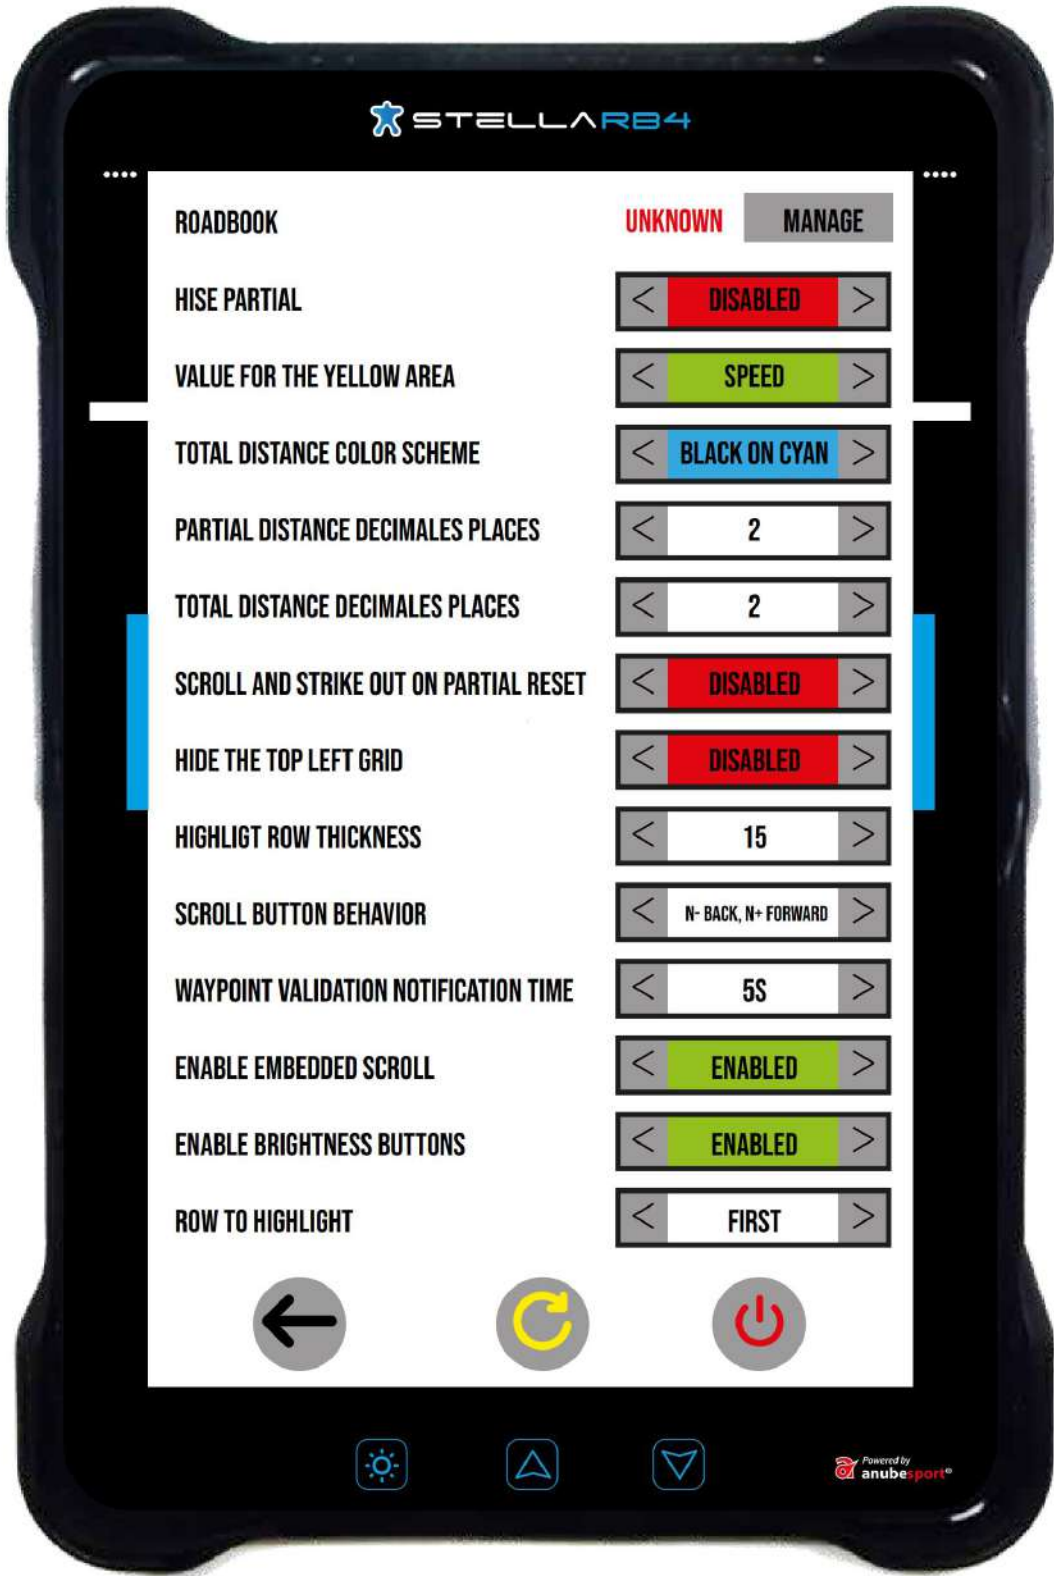 STELLARB4
ROADBOOK UNKNOWN MANAGE
HISE PARTIAL < DISABLED >
VALUE FOR THE YELLOW AREA < SPEED >
TOTAL DISTANCE COLOR SCHEME < BLACK ON CYAN >
PARTIAL DISTANCE DECIMALES PLACES < 2 >
TOTAL DISTANCE DECIMALES PLACES < 2 >
SCROLL AND STRIKE OUT ON PARTIAL RESET < DISABLED >
HIDE THE TOP LEFT GRID < DISABLED >
HIGHLIGT ROW THICKNESS < 15 >
SCROLL BUTTON BEHAVIOR < N- BACK, N+ FORWARD >
WAYPOINT VALIDATION NOTIFICATION TIME < 5S >
ENABLE EMBEDDED SCROLL < ENABLED >
ENABLE BRIGHTNESS BUTTONS < ENABLED >
ROW TO HIGHLIGHT < FIRST >
Powered by
anubesport®